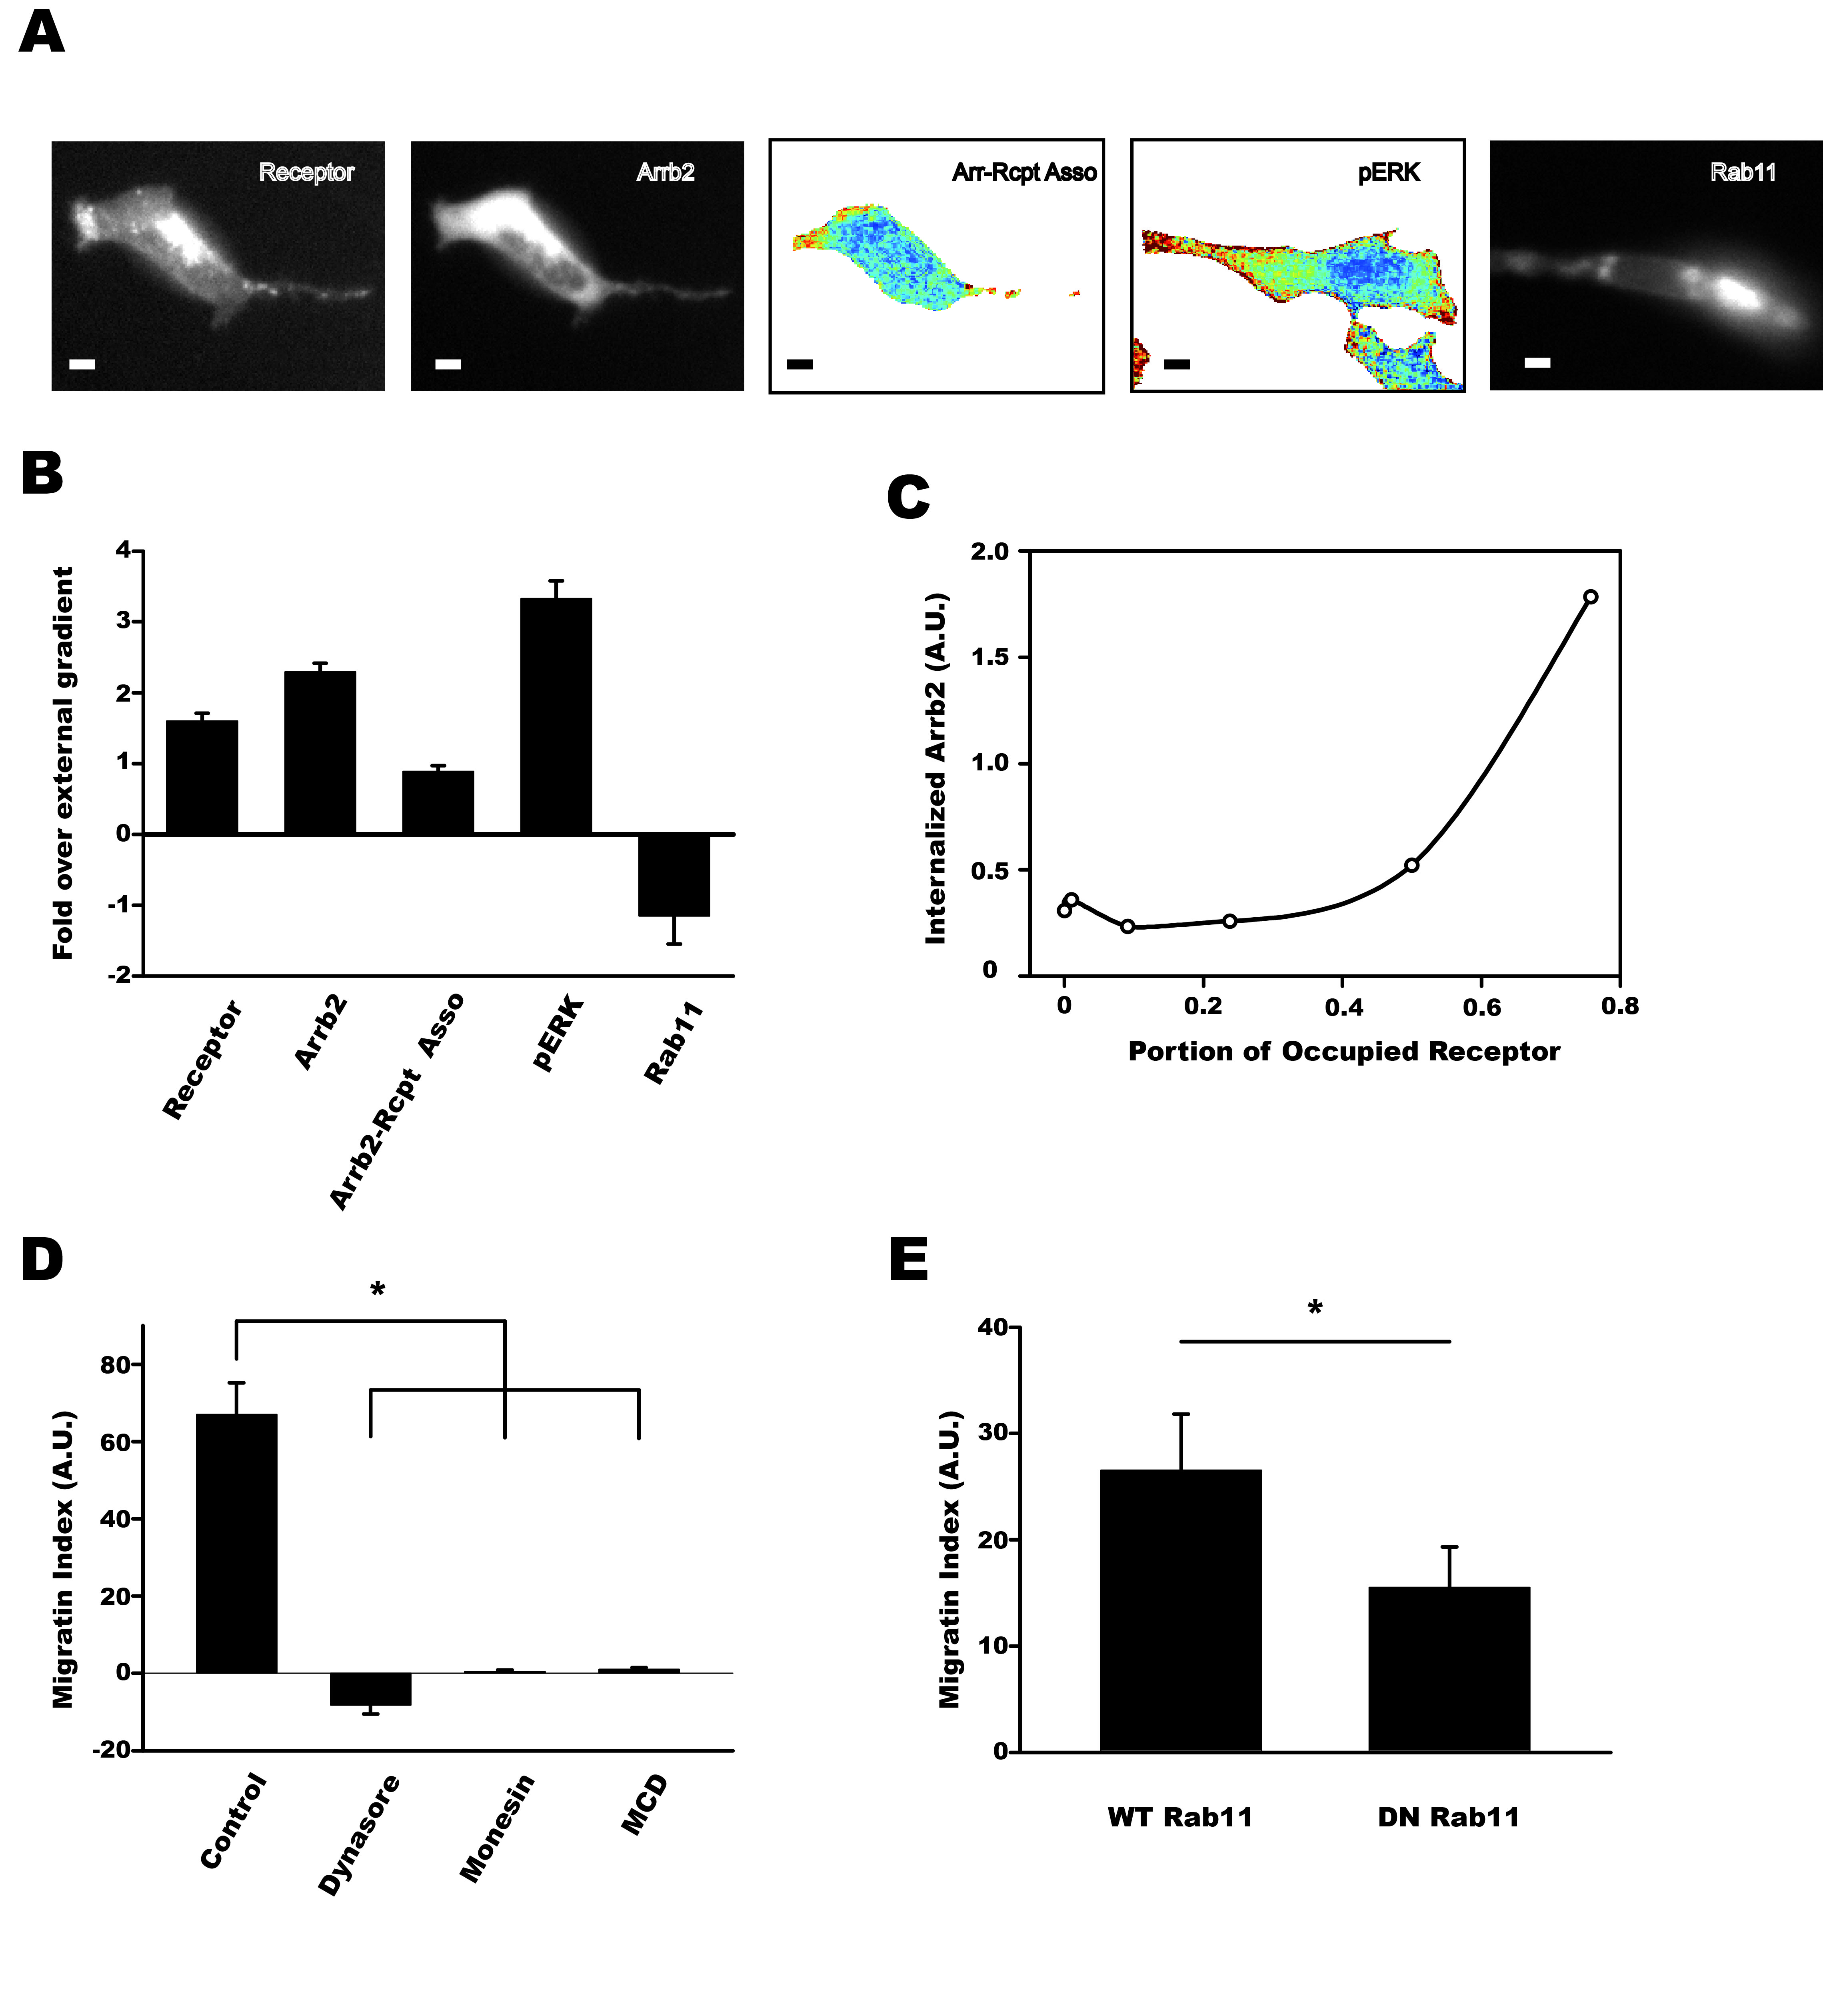 A
Receptor
Arrb2
Arr-Rcpt Asso
pERK
Rab11
B
Fold over external gradient
4
3
2
1
0
-1
-2
Receptor
Arrb2
Arrb2-Rcpt Asso
pERK
Rab11
C
Internalized Arrb2 (A.U.)
2.0
1.5
1.0
0.5
0
0
0.2
0.4
0.6
0.8
Portion of Occupied Receptor
D
*
Migratin Index (A.U.)
80
60
40
20
0
-20
Control
Dynasore
Monesin
MCD
E
*
Migratin Index (A.U.)
40
30
20
10
0
WT Rab11
DN Rab11